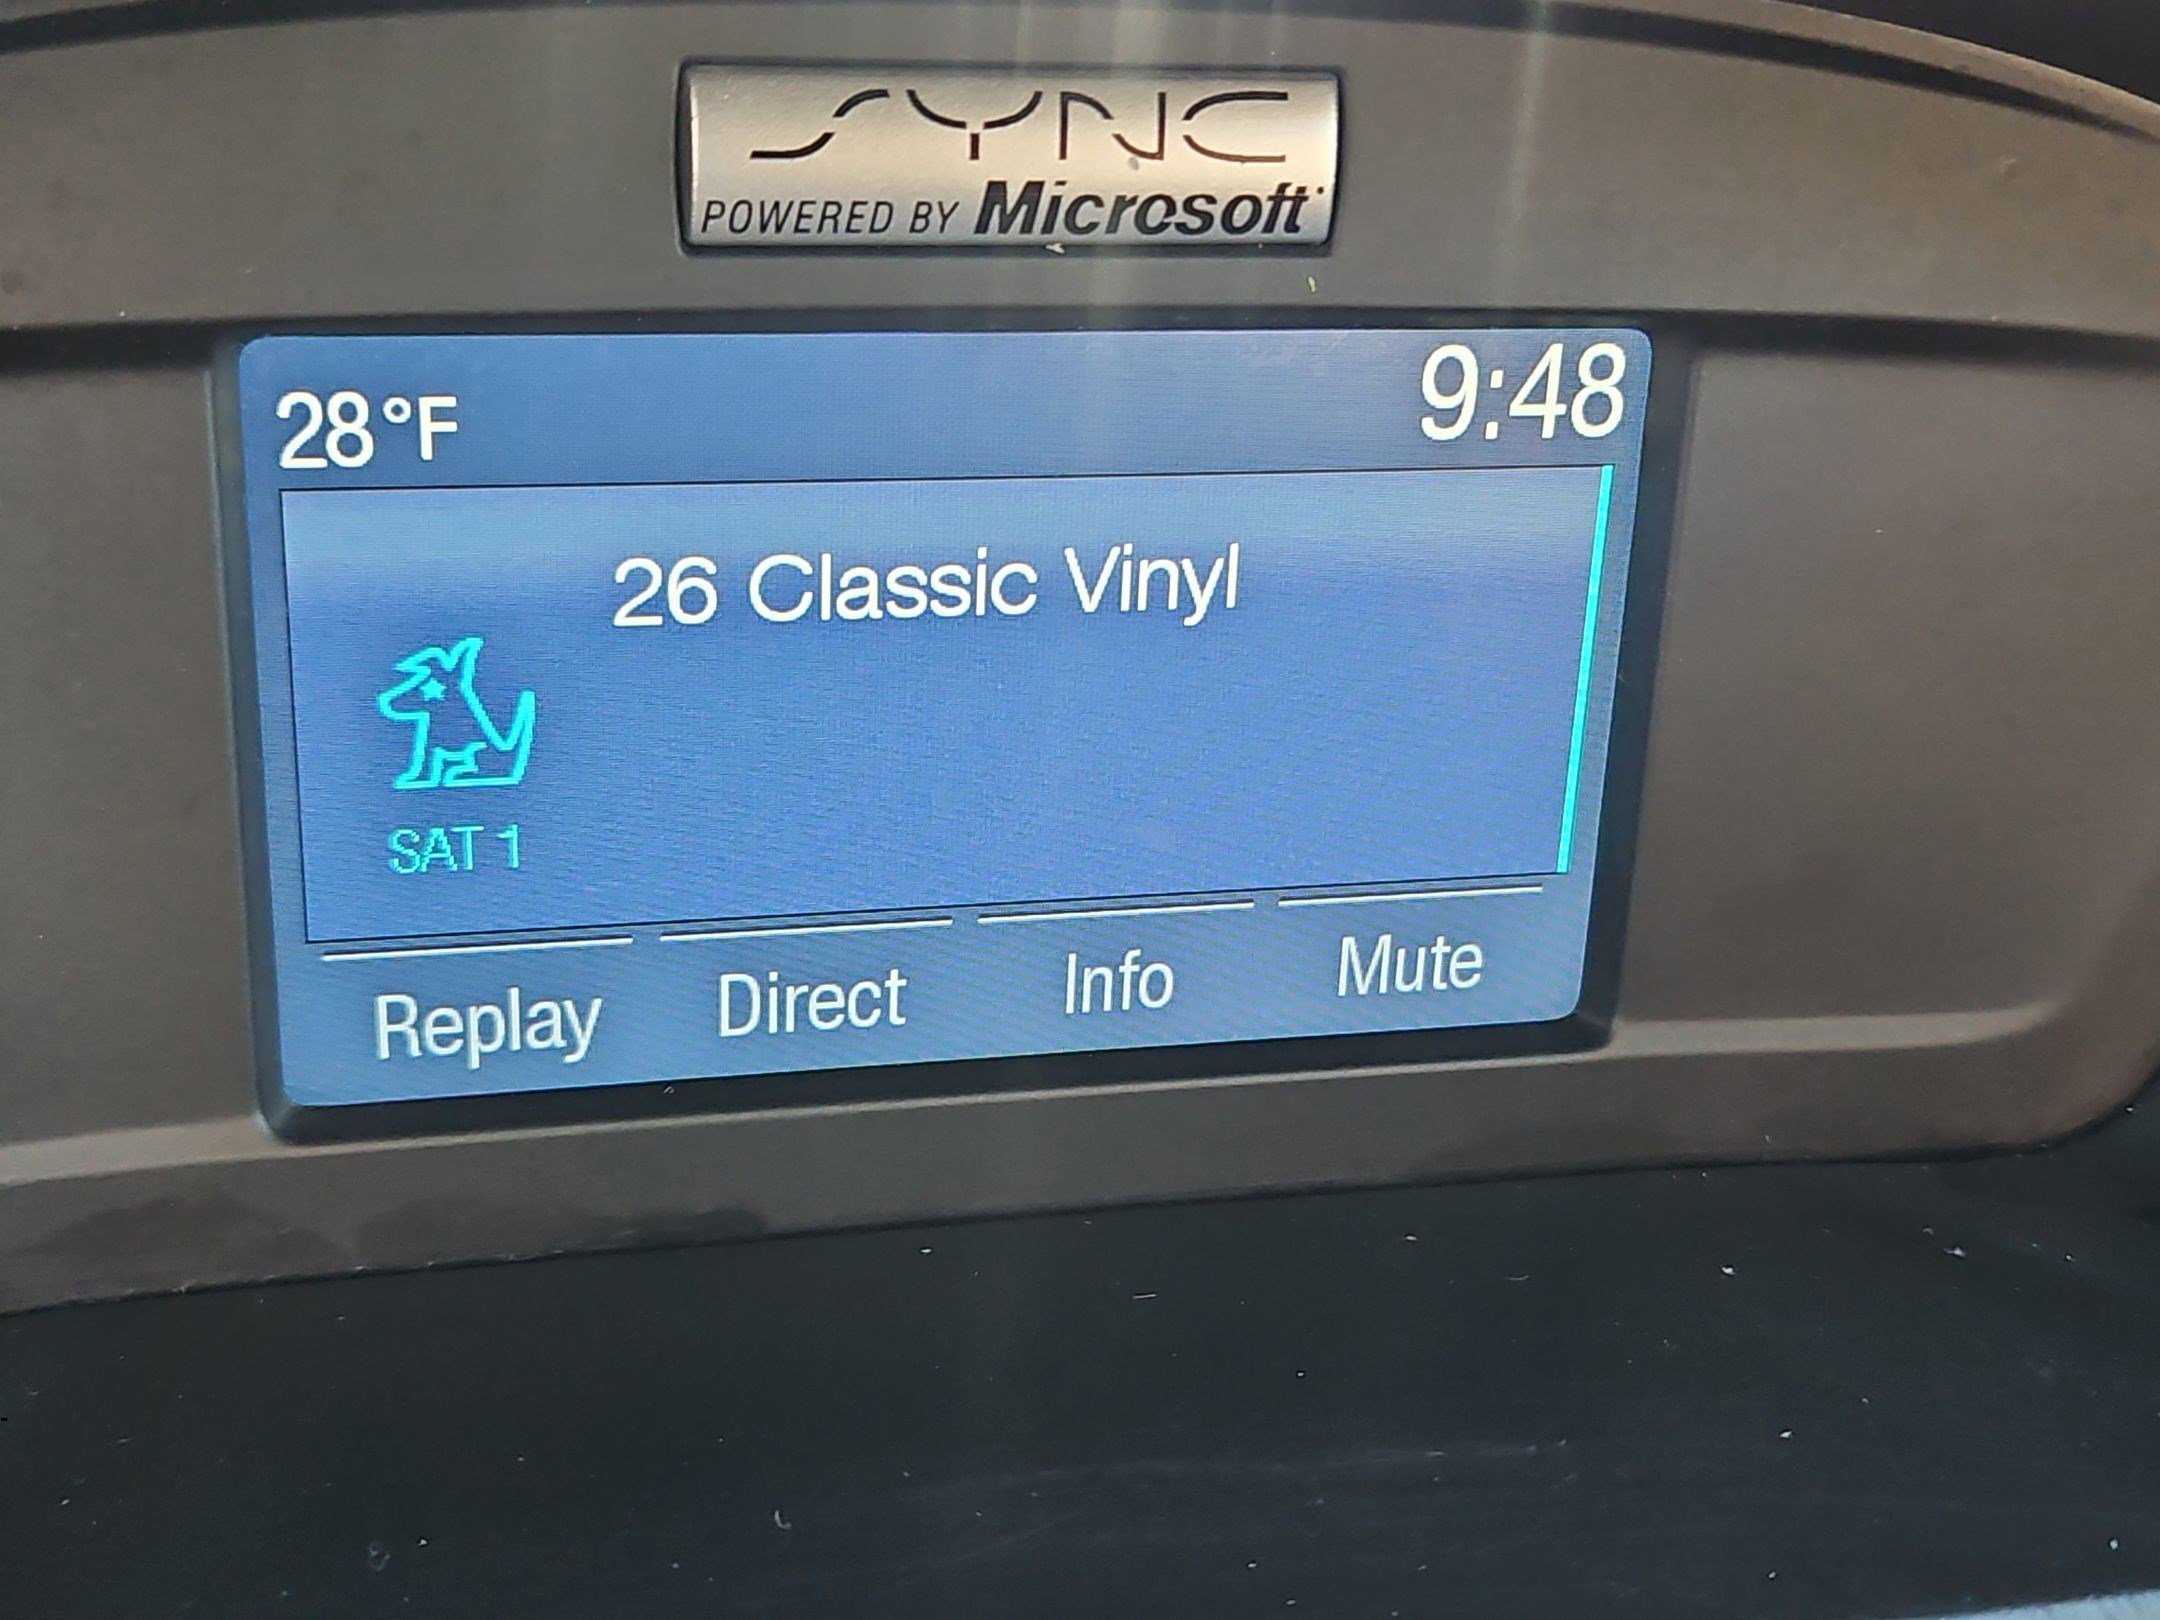 SYNC
POWERED BY Microsoft
28°F
9:48
26 Classic Vinyl
SAT 1
Replay
Direct
Info
Mute